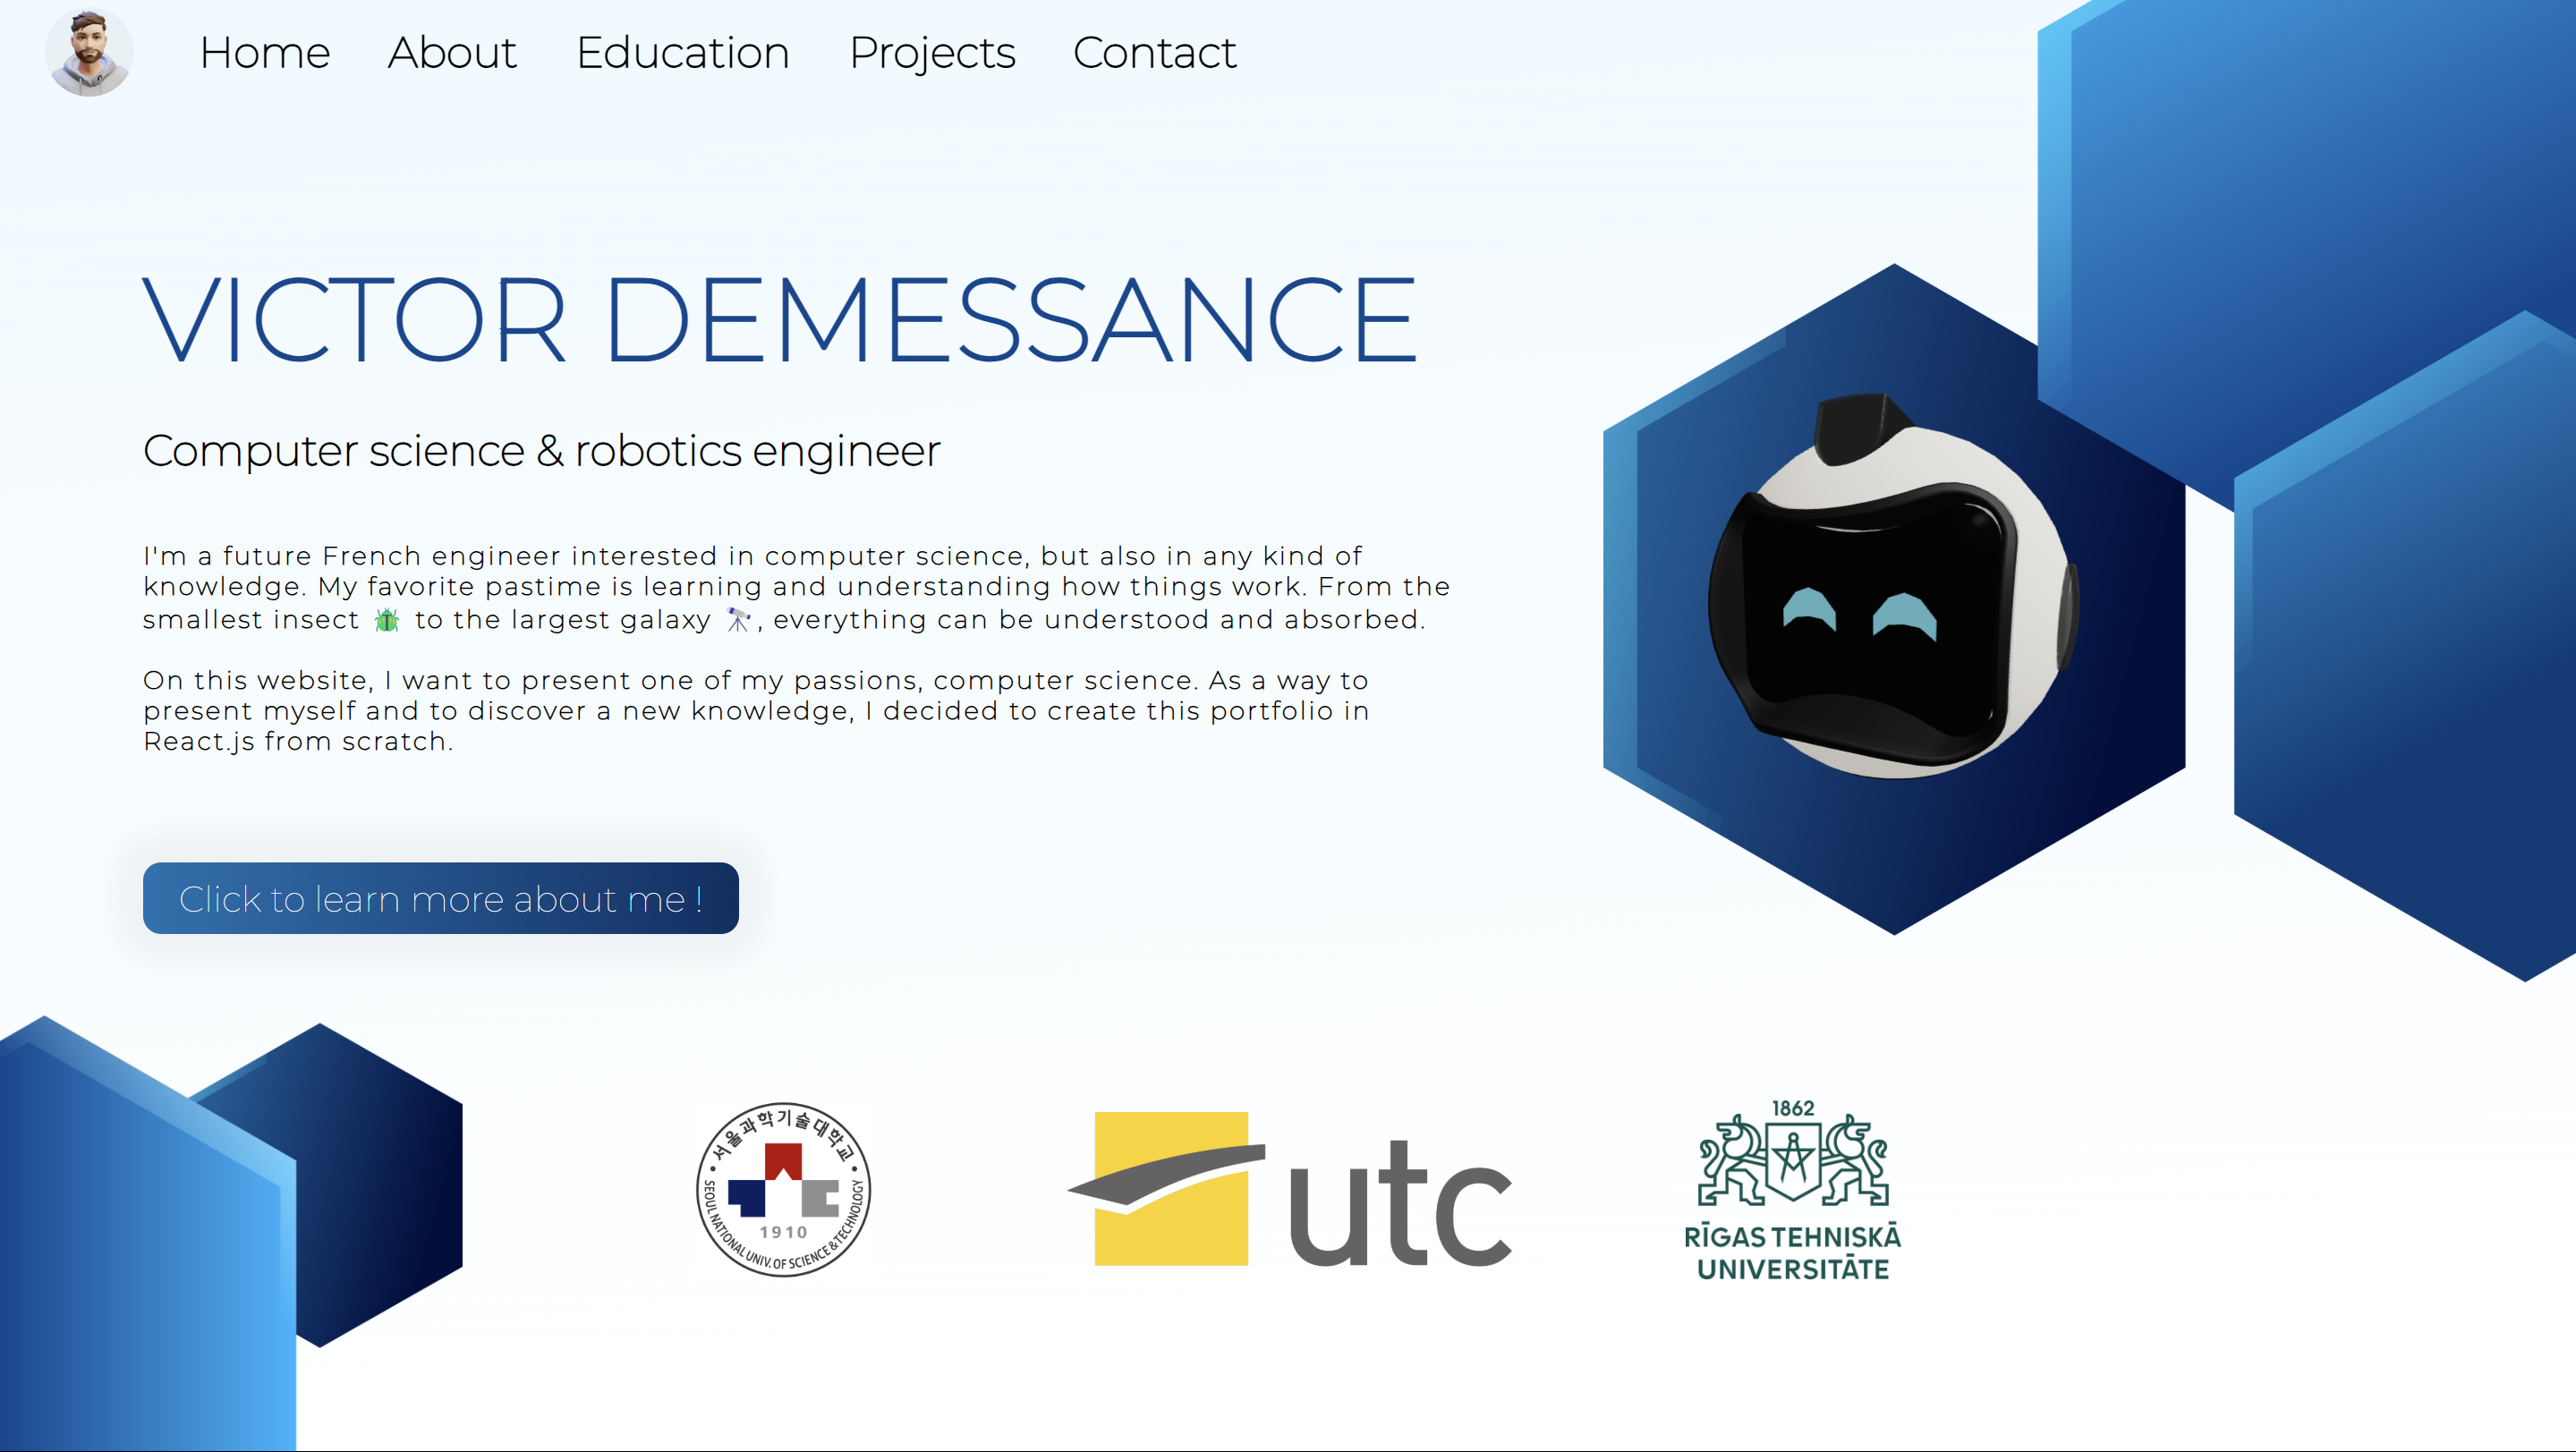 Home About Education Projects Contact
VICTOR DEMESSANCE
Computer science & robotics engineer
I'm a future French engineer interested in computer science, but also in any kind of
knowledge. My favorite pastime is learning and understanding how things work. From the
smallest insect 🪲 to the largest galaxy 🔭, everything can be understood and absorbed.
On this website, I want to present one of my passions, computer science. As a way to
present myself and to discover a new knowledge, I decided to create this portfolio in
React.js from scratch.
Click to learn more about me !
• 서울과학기술대학교 •
1910
SEOUL NATIONAL UNIV. OF SCIENCE & TECHNOLOGY
utc
1862
RĪGAS TEHNISKĀ
UNIVERSITĀTE